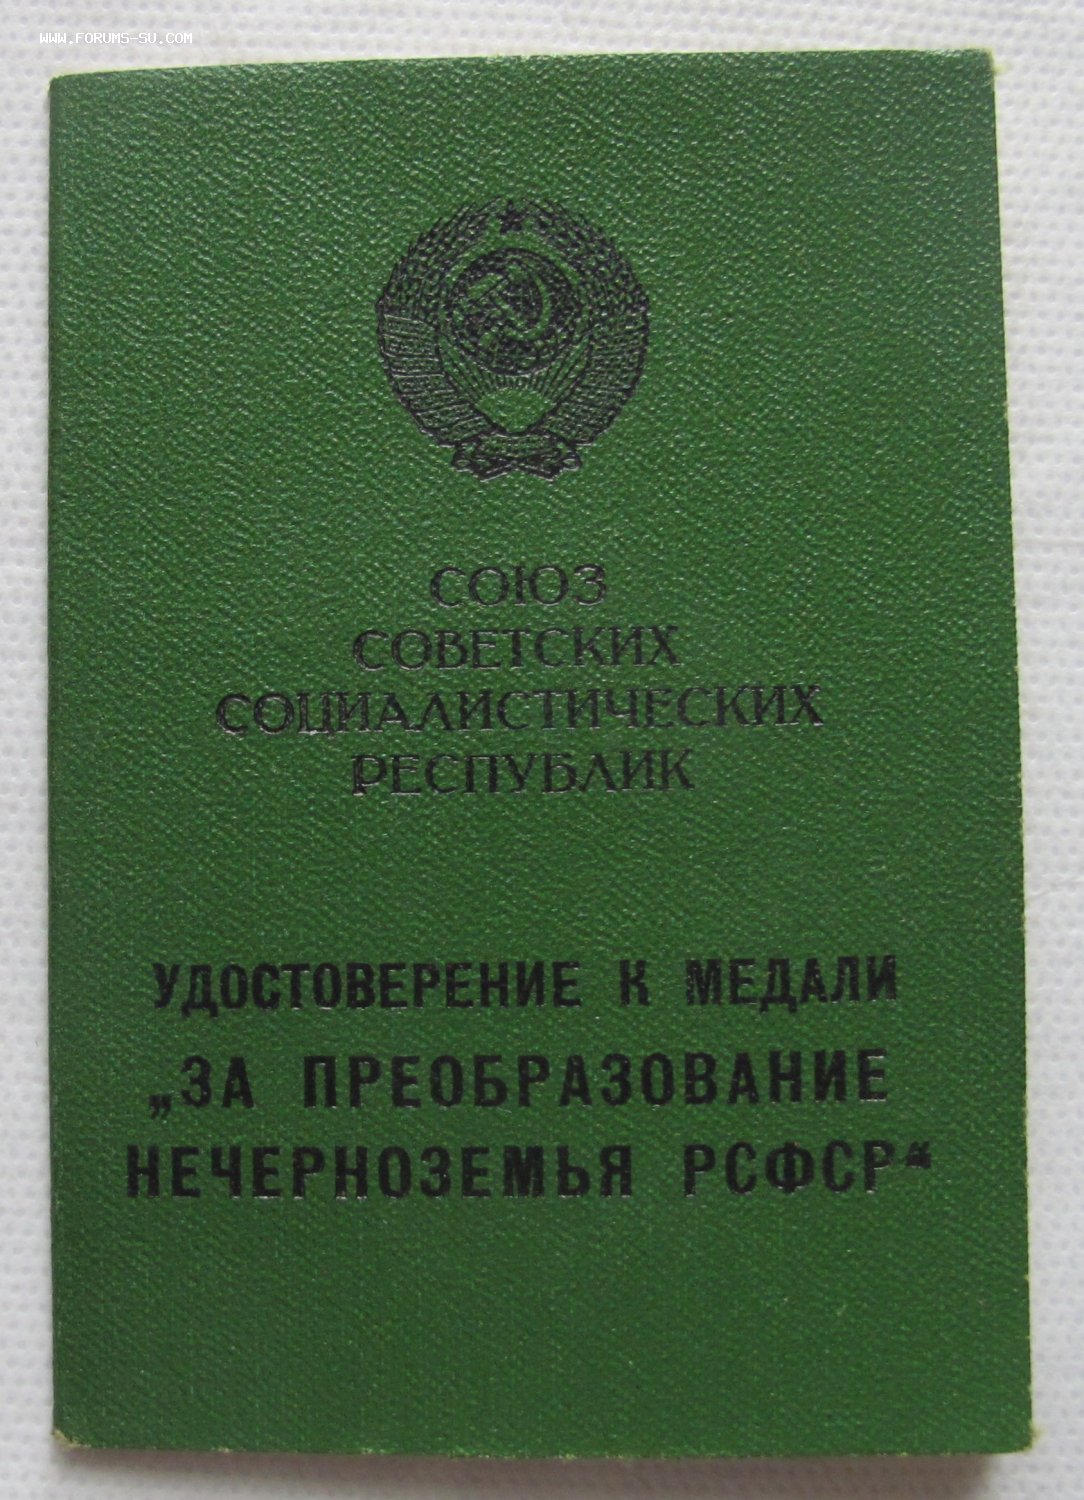 WWW.FORUMS-SU.COM
СОЮЗ
СОВЕТСКИХ
СОЦИАЛИСТИЧЕСКИХ
РЕСПУБЛИК
УДОСТОВЕРЕНИЕ К МЕДАЛИ
„ЗА ПРЕОБРАЗОВАНИЕ
НЕЧЕРНОЗЕМЬЯ РСФСР“